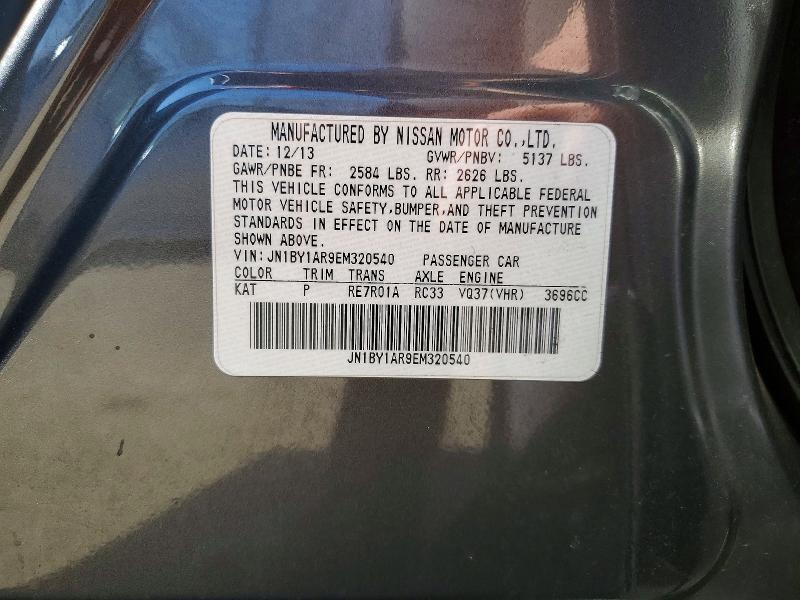 MANUFACTURED BY NISSAN MOTOR CO.,LTD.
DATE: 12/13 GVWR/PNBV: 5137 LBS.
GAWR/PNBE FR: 2584 LBS. RR: 2626 LBS.
THIS VEHICLE CONFORMS TO ALL APPLICABLE FEDERAL
MOTOR VEHICLE SAFETY,BUMPER,AND THEFT PREVENTION
STANDARDS IN EFFECT ON THE DATE OF MANUFACTURE
SHOWN ABOVE.
VIN:JN1BY1AR9EM320540 PASSENGER CAR
COLOR TRIM TRANS AXLE ENGINE
KAT P RE7R01A RC33 VQ37(VHR) 3696CC
JN1BY1AR9EM320540